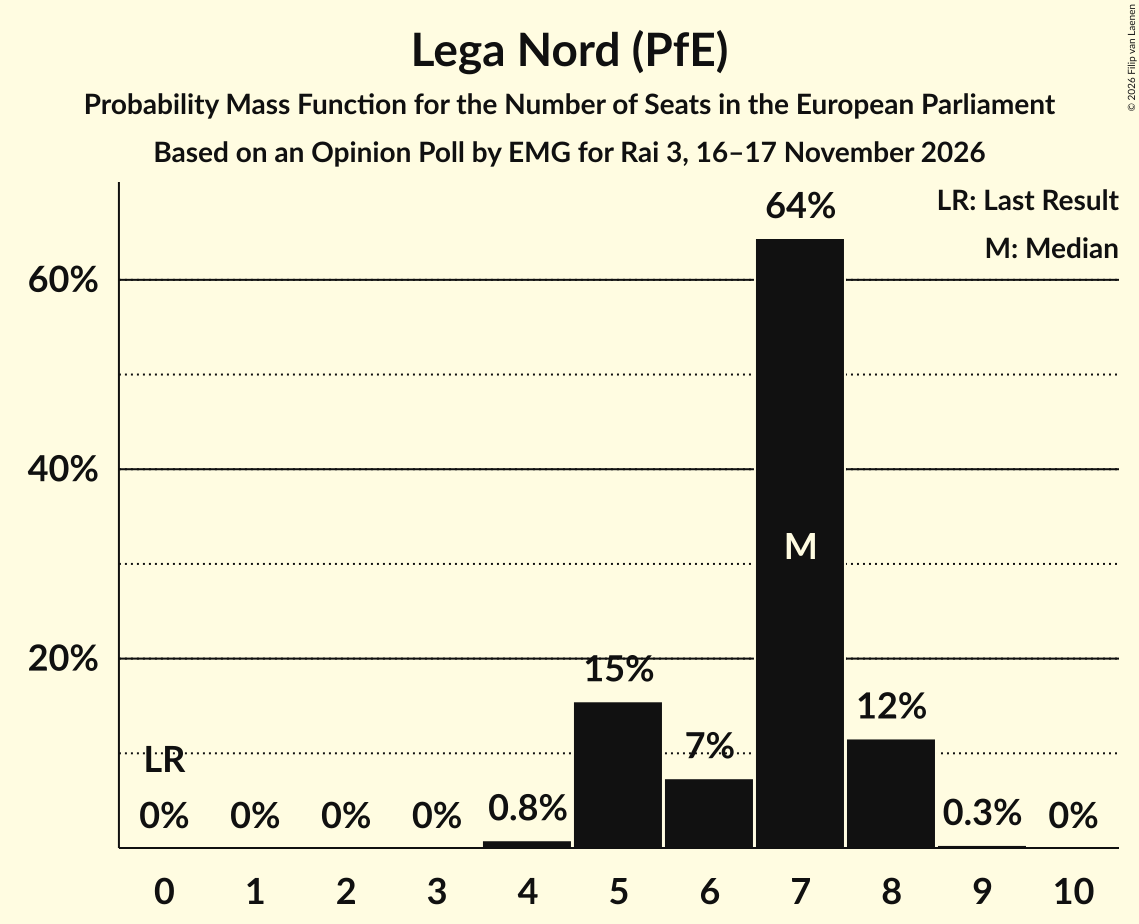 Lega Nord (PfE)
Probability Mass Function for the Number of Seats in the European Parliament
Based on an Opinion Poll by EMG for Rai 3, 16–17 November 2026
© 2026 Filip van Laenen
LR: Last Result
M: Median
60%
40%
20%
LR
0%
0%
0%
0%
0.8%
15%
7%
64%
M
12%
0.3%
0%
0 1 2 3 4 5 6 7 8 9 10